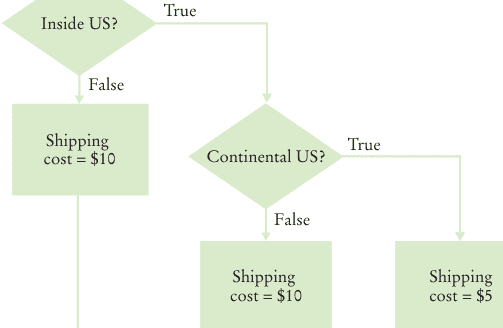 True
Inside US?
False
Shipping
cost = $10
True
Continental US?
False
Shipping
cost = $10
Shipping
cost = $5